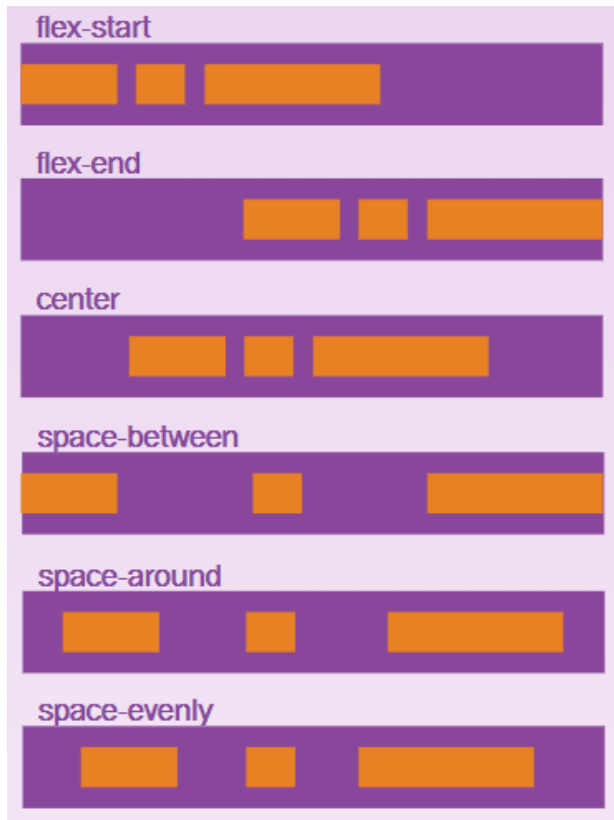 flex-start
flex-end
center
space-between
space-around
space-evenly